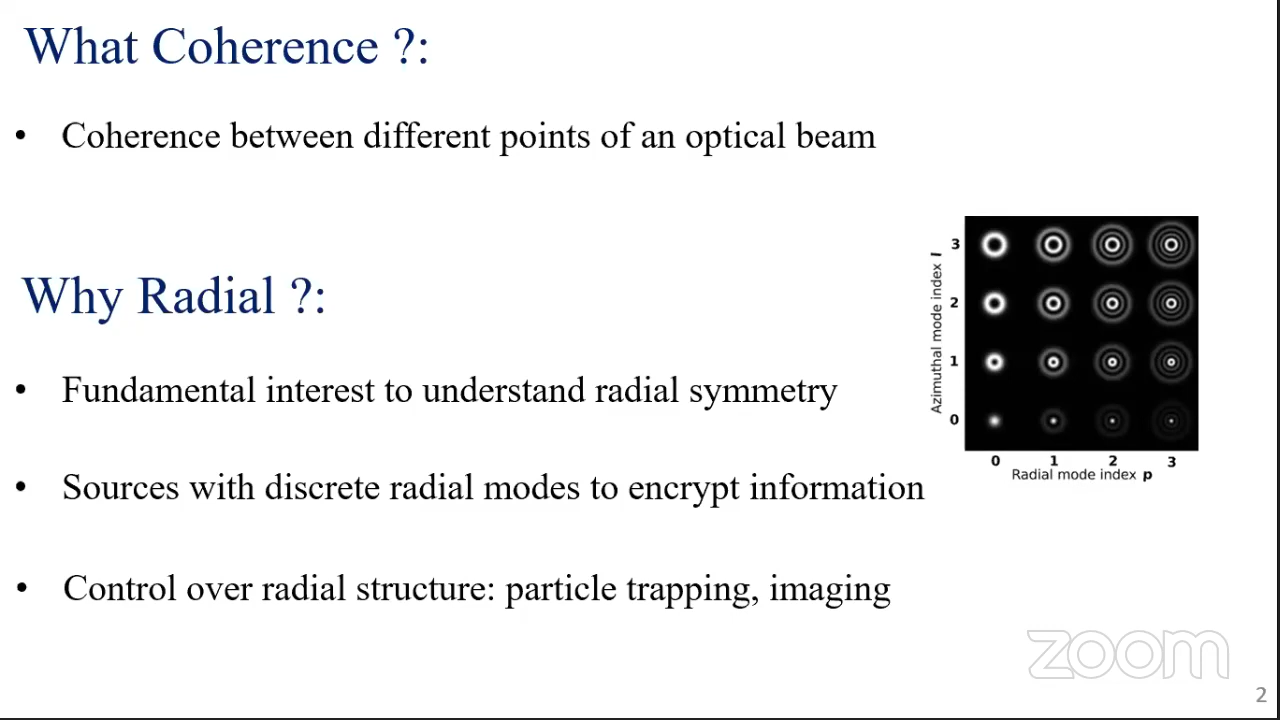 What Coherence ?:
• Coherence between different points of an optical beam
Why Radial ?:
• Fundamental interest to understand radial symmetry
• Sources with discrete radial modes to encrypt information
• Control over radial structure: particle trapping, imaging
Azimuthal mode index l
3
2
1
0
0 1 2 3
Radial mode index p
zoom
2